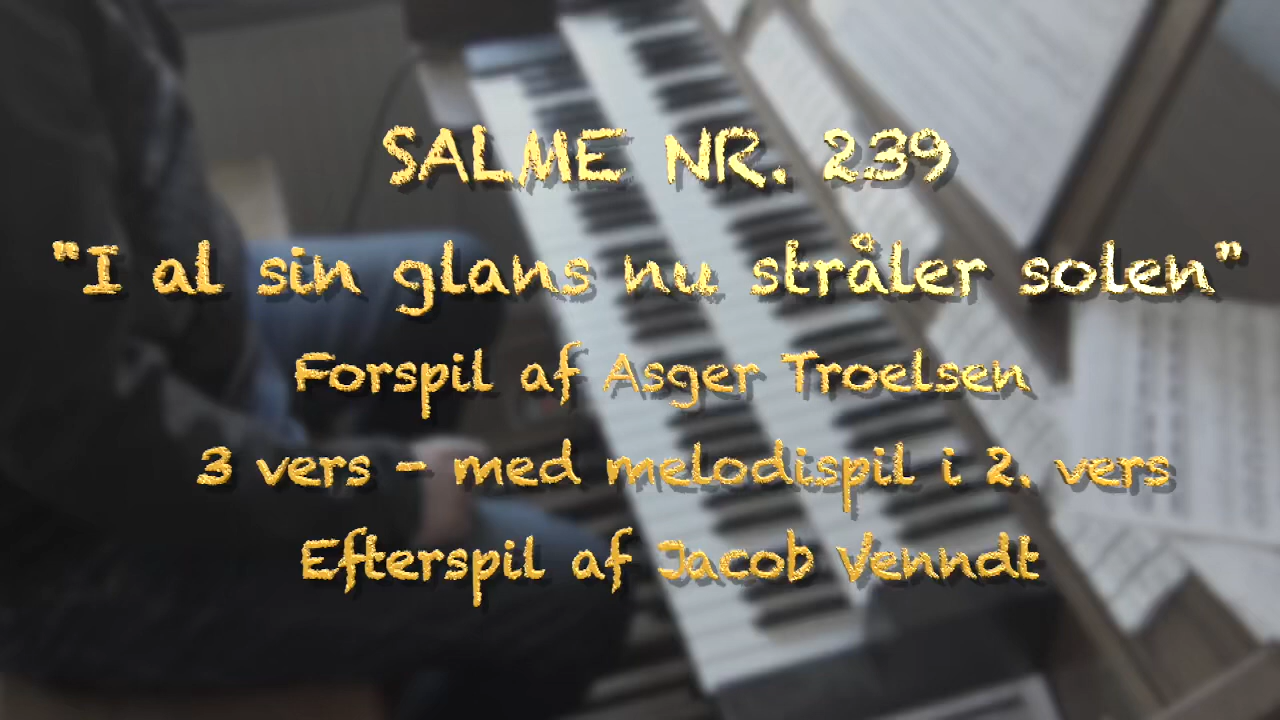 SALME NR. 239
"I al sin glans nu stråler solen"
Forspil af Asger Troelsen
3 vers - med melodispil i 2. vers
Efterspil af Jacob Venndt